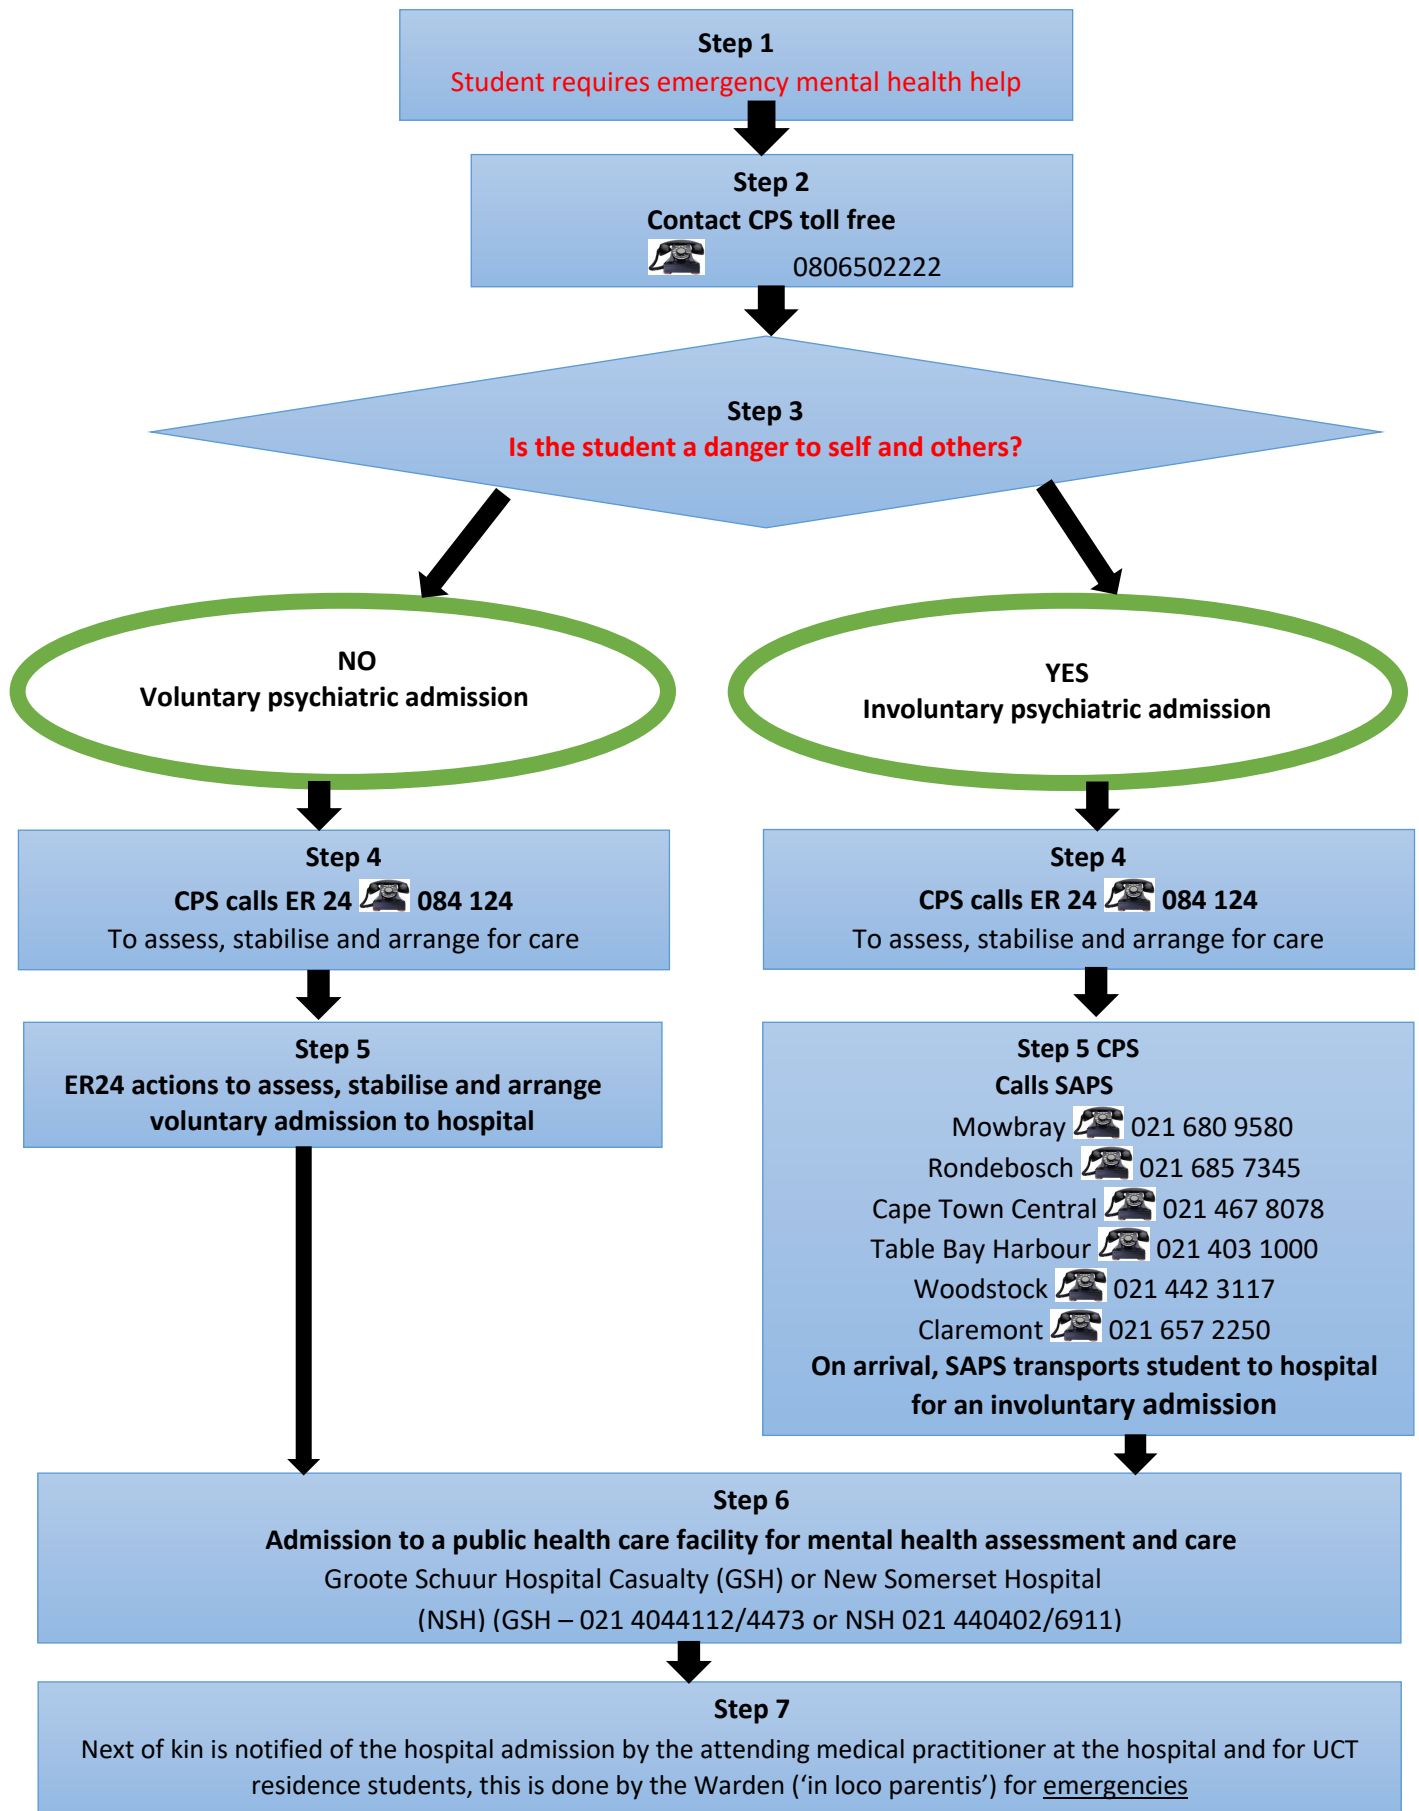 Step 1
Student requires emergency mental health help
Step 2
Contact CPS toll free
0806502222
Step 3
Is the student a danger to self and others?
NO
Voluntary psychiatric admission
YES
Involuntary psychiatric admission
Step 4
CPS calls ER 24 084 124
To assess, stabilise and arrange for care
Step 4
CPS calls ER 24 084 124
To assess, stabilise and arrange for care
Step 5
ER24 actions to assess, stabilise and arrange
voluntary admission to hospital
Step 5 CPS
Calls SAPS
Mowbray 021 680 9580
Rondebosch 021 685 7345
Cape Town Central 021 467 8078
Table Bay Harbour 021 403 1000
Woodstock 021 442 3117
Claremont 021 657 2250
On arrival, SAPS transports student to hospital
for an involuntary admission
Step 6
Admission to a public health care facility for mental health assessment and care
Groote Schuur Hospital Casualty (GSH) or New Somerset Hospital
(NSH) (GSH – 021 4044112/4473 or NSH 021 440402/6911)
Step 7
Next of kin is notified of the hospital admission by the attending medical practitioner at the hospital and for UCT
residence students, this is done by the Warden (‘in loco parentis’) for emergencies